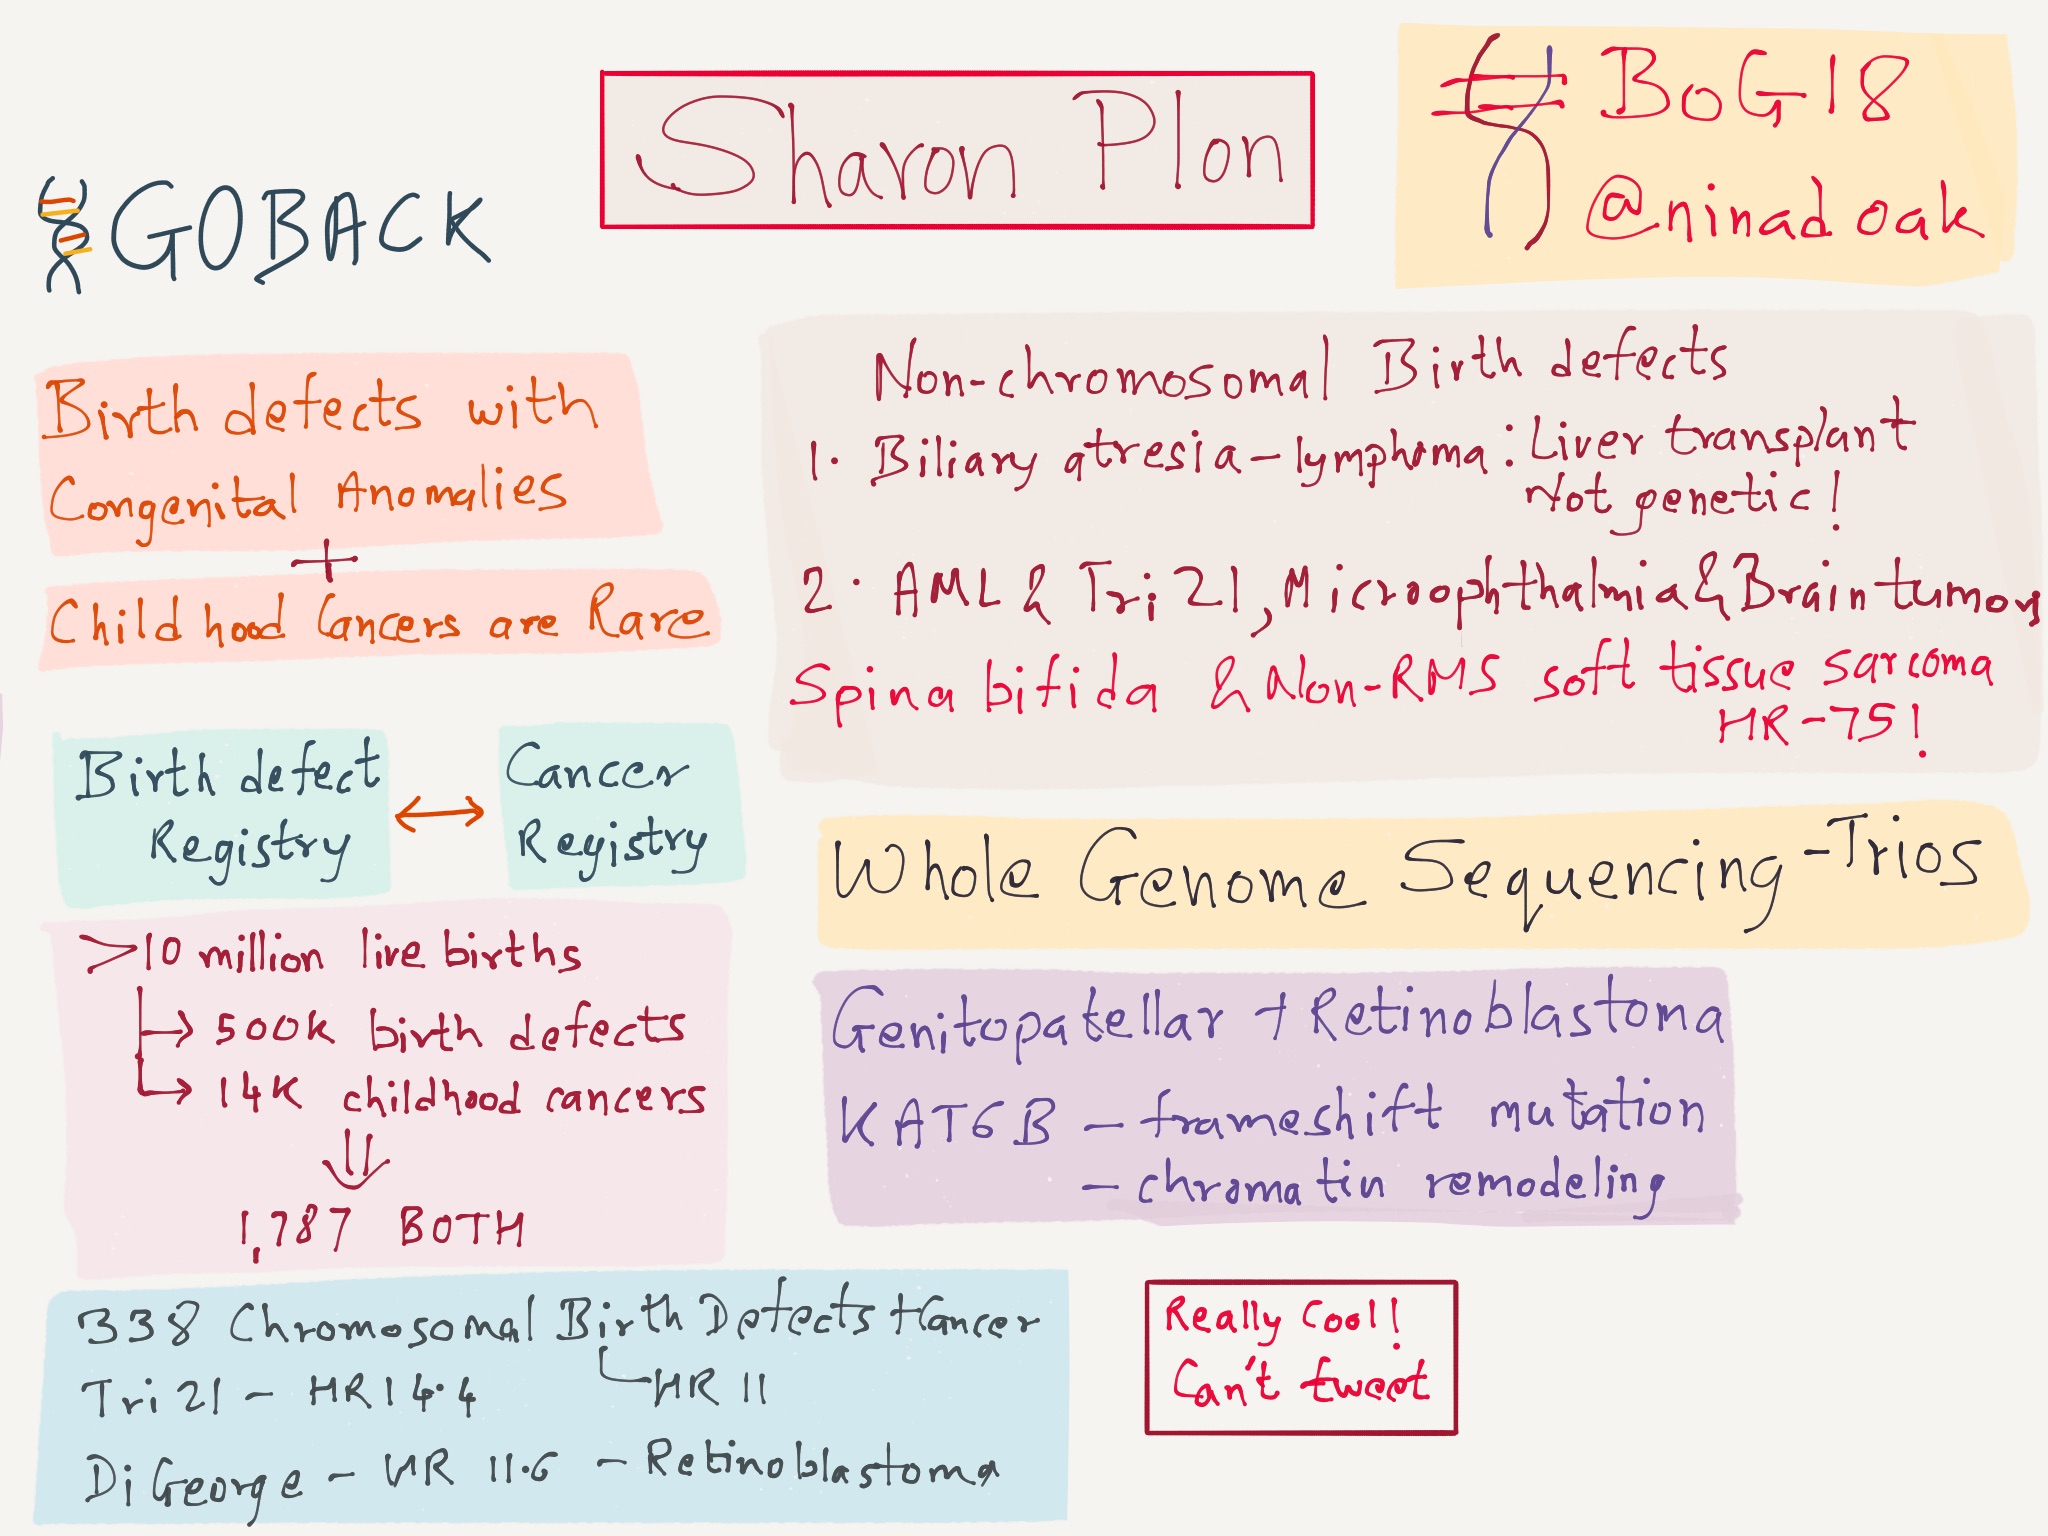 Sharon Plon
#BoG18
@ninadoak
GOBACK
Birth defects with
Congenital Anomalies
+
Childhood Cancers are Rare
Birth defect
Registry
Cancer
Registry
>10 million live births
→ 500k birth defects
→ 14K childhood cancers
1,787 BOTH
338 Chromosomal Birth Defects + Cancer
HR 11
Tri 21 - HR 14.4
DiGeorge - HR 11.6 - Retinoblastoma
Non-chromosomal Birth defects
1. Biliary atresia - lymphoma: Liver transplant
Not genetic!
2. AML & Tri 21, Microophthalmia & Brain tumors
Spina bifida & Non-RMS soft tissue sarcoma
HR-75!
Whole Genome Sequencing - Trios
Genitopatellar + Retinoblastoma
KAT6B - frameshift mutation
- chromatin remodeling
Really Cool!
Can't tweet